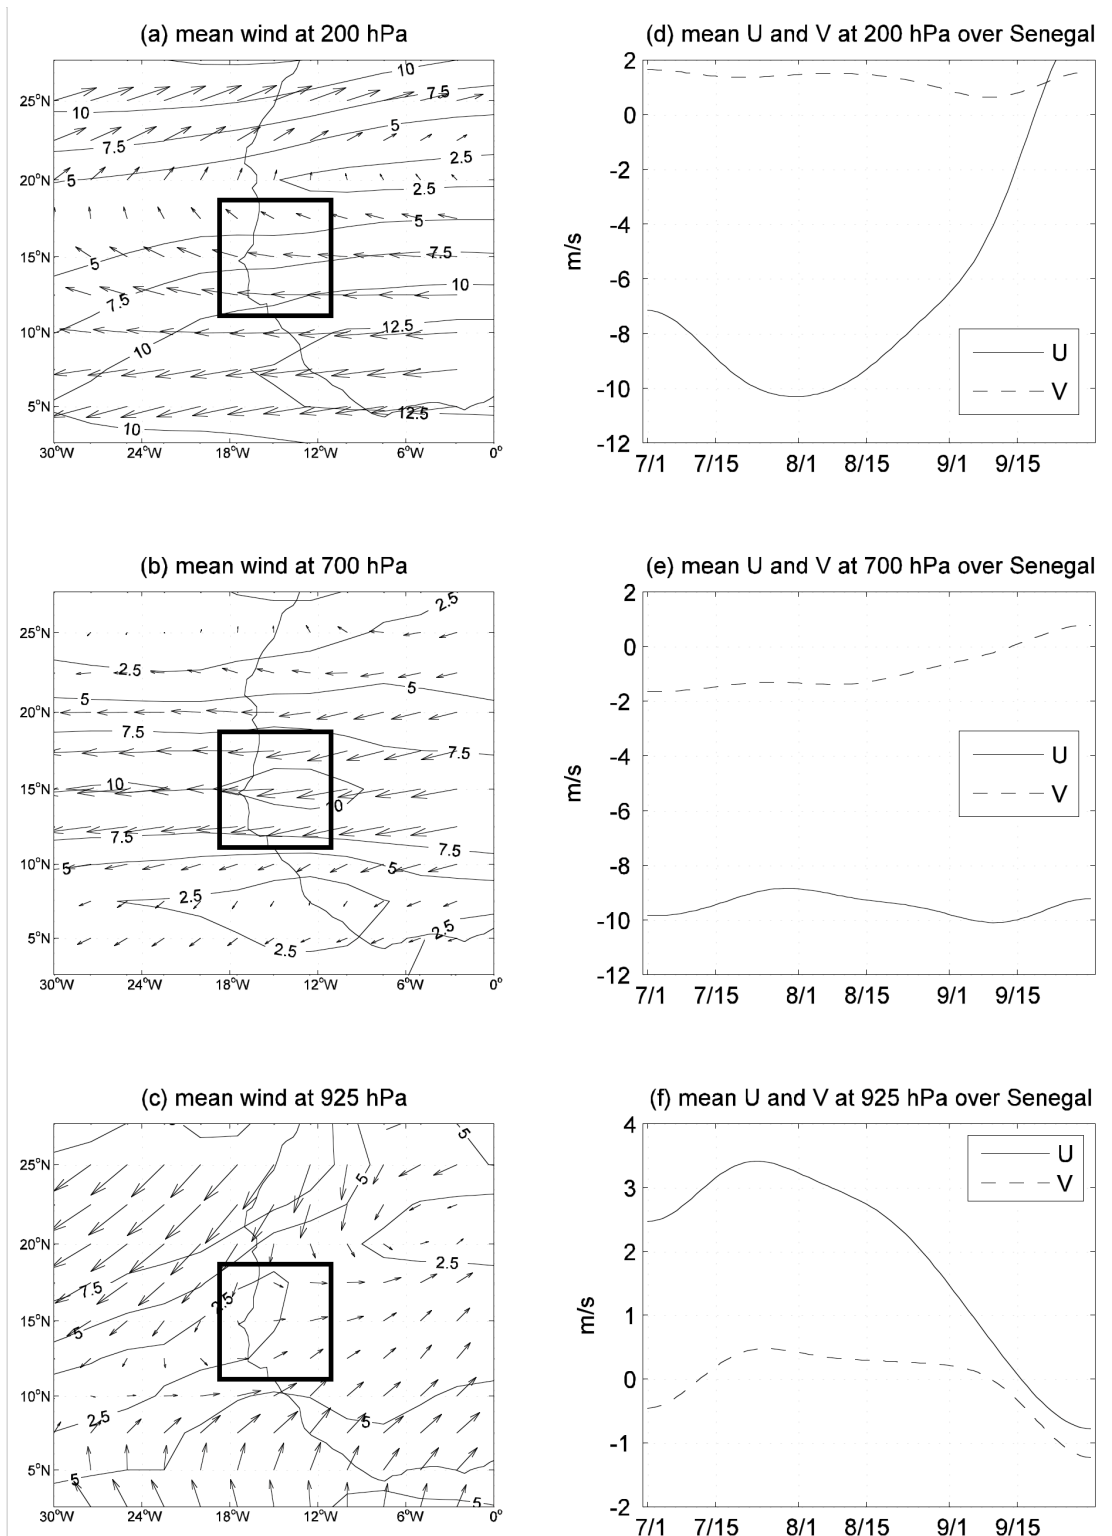 (a) mean wind at 200 hPa
25°N
20°N
15°N
10°N
5°N
30°W 24°W 18°W 12°W 6°W 0°
10
7.5
10
5
7.5
2.5
5
2.5
5
7.5
5
10
7.5
12.5
10
12.5
10
(d) mean U and V at 200 hPa over Senegal
2
0
-2
-4
-6
-8
-10
-12
m/s
U
V
7/1 7/15 8/1 8/15 9/1 9/15
(b) mean wind at 700 hPa
25°N
20°N
15°N
10°N
5°N
30°W 24°W 18°W 12°W 6°W 0°
2.5
2.5
5
5
7.5
7.5
10
10
7.5
7.5
5
5
2.5
2.5
2.5
(e) mean U and V at 700 hPa over Senegal
2
0
-2
-4
-6
-8
-10
-12
m/s
U
V
7/1 7/15 8/1 8/15 9/1 9/15
(c) mean wind at 925 hPa
25°N
20°N
15°N
10°N
5°N
30°W 24°W 18°W 12°W 6°W 0°
5
5
2.5
7.5
2.5
5
2.5
5
5
5
(f) mean U and V at 925 hPa over Senegal
4
3
2
1
0
-1
-2
m/s
U
V
7/1 7/15 8/1 8/15 9/1 9/15